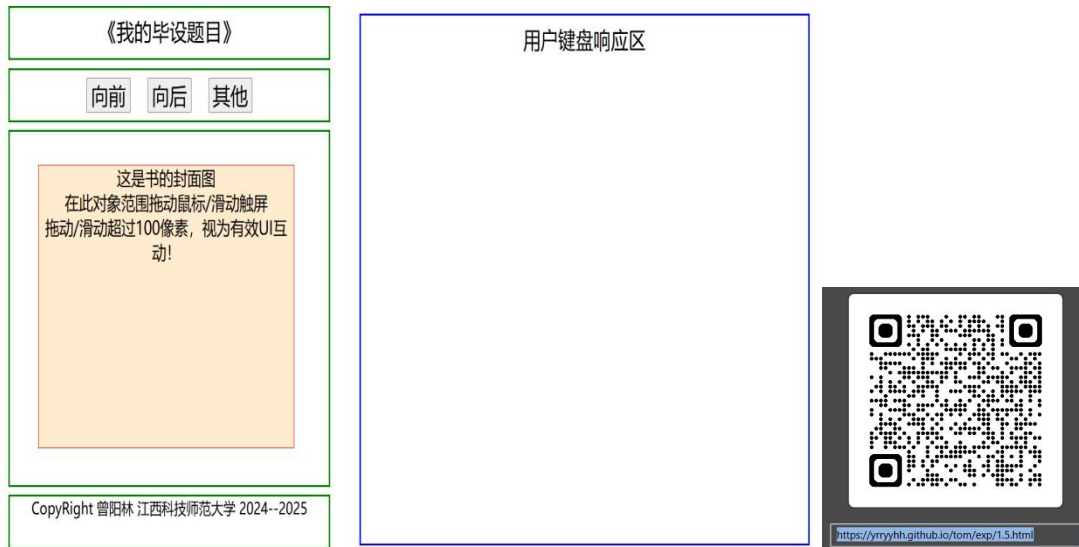 《我的毕设题目》
向前 向后 其他
这是书的封面图
在此对象范围拖动鼠标/滑动触屏
拖动/滑动超过100像素，视为有效UI互
动！
CopyRight 曾阳林 江西科技师范大学 2024--2025
用户键盘响应区
https://yrryyhh.github.io/tom/exp/1.5.html